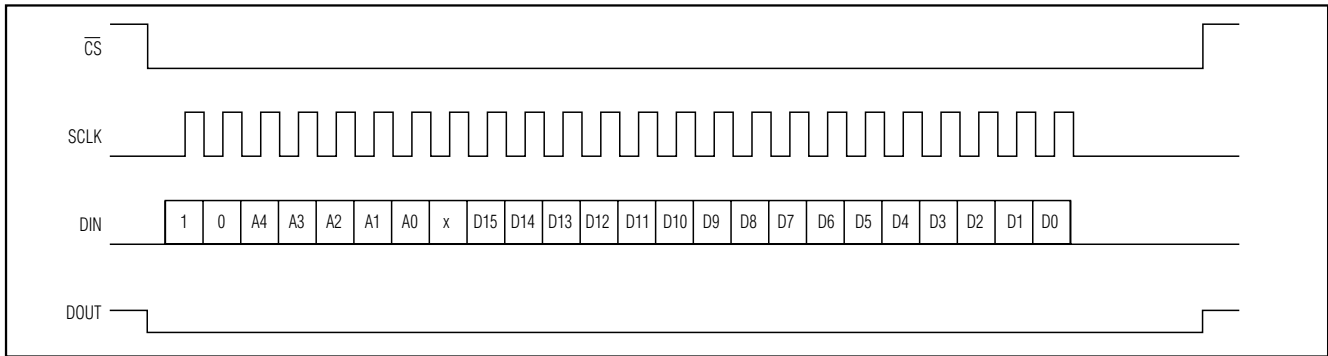 C̅S̅
SCLK
DIN 1 0 A4 A3 A2 A1 A0 x D15 D14 D13 D12 D11 D10 D9 D8 D7 D6 D5 D4 D3 D2 D1 D0
DOUT